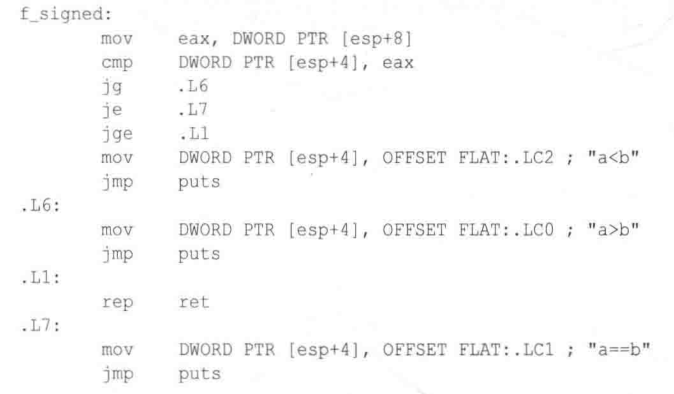 f_signed:
        mov     eax, DWORD PTR [esp+8]
        cmp     DWORD PTR [esp+4], eax
        jg      .L6
        je      .L7
        jge     .L1
        mov     DWORD PTR [esp+4], OFFSET FLAT:.LC2 ; "a<b"
        jmp     puts
.L6:
        mov     DWORD PTR [esp+4], OFFSET FLAT:.LC0 ; "a>b"
        jmp     puts
.L1:
        rep     ret
.L7:
        mov     DWORD PTR [esp+4], OFFSET FLAT:.LC1 ; "a==b"
        jmp     puts